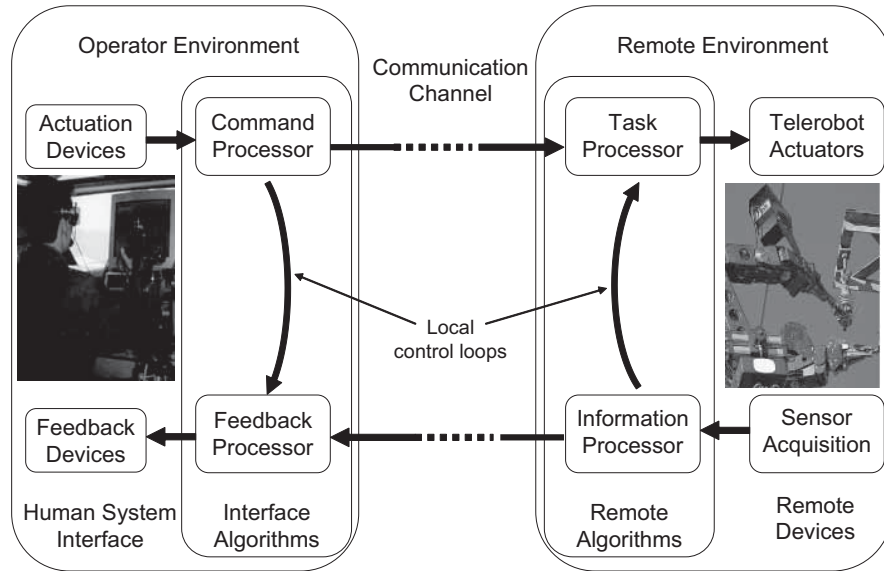 Operator Environment
Communication
Channel
Remote Environment
Actuation
Devices
Command
Processor
Task
Processor
Telerobot
Actuators
Local
control loops
Feedback
Devices
Feedback
Processor
Information
Processor
Sensor
Acquisition
Human System
Interface
Interface
Algorithms
Remote
Algorithms
Remote
Devices